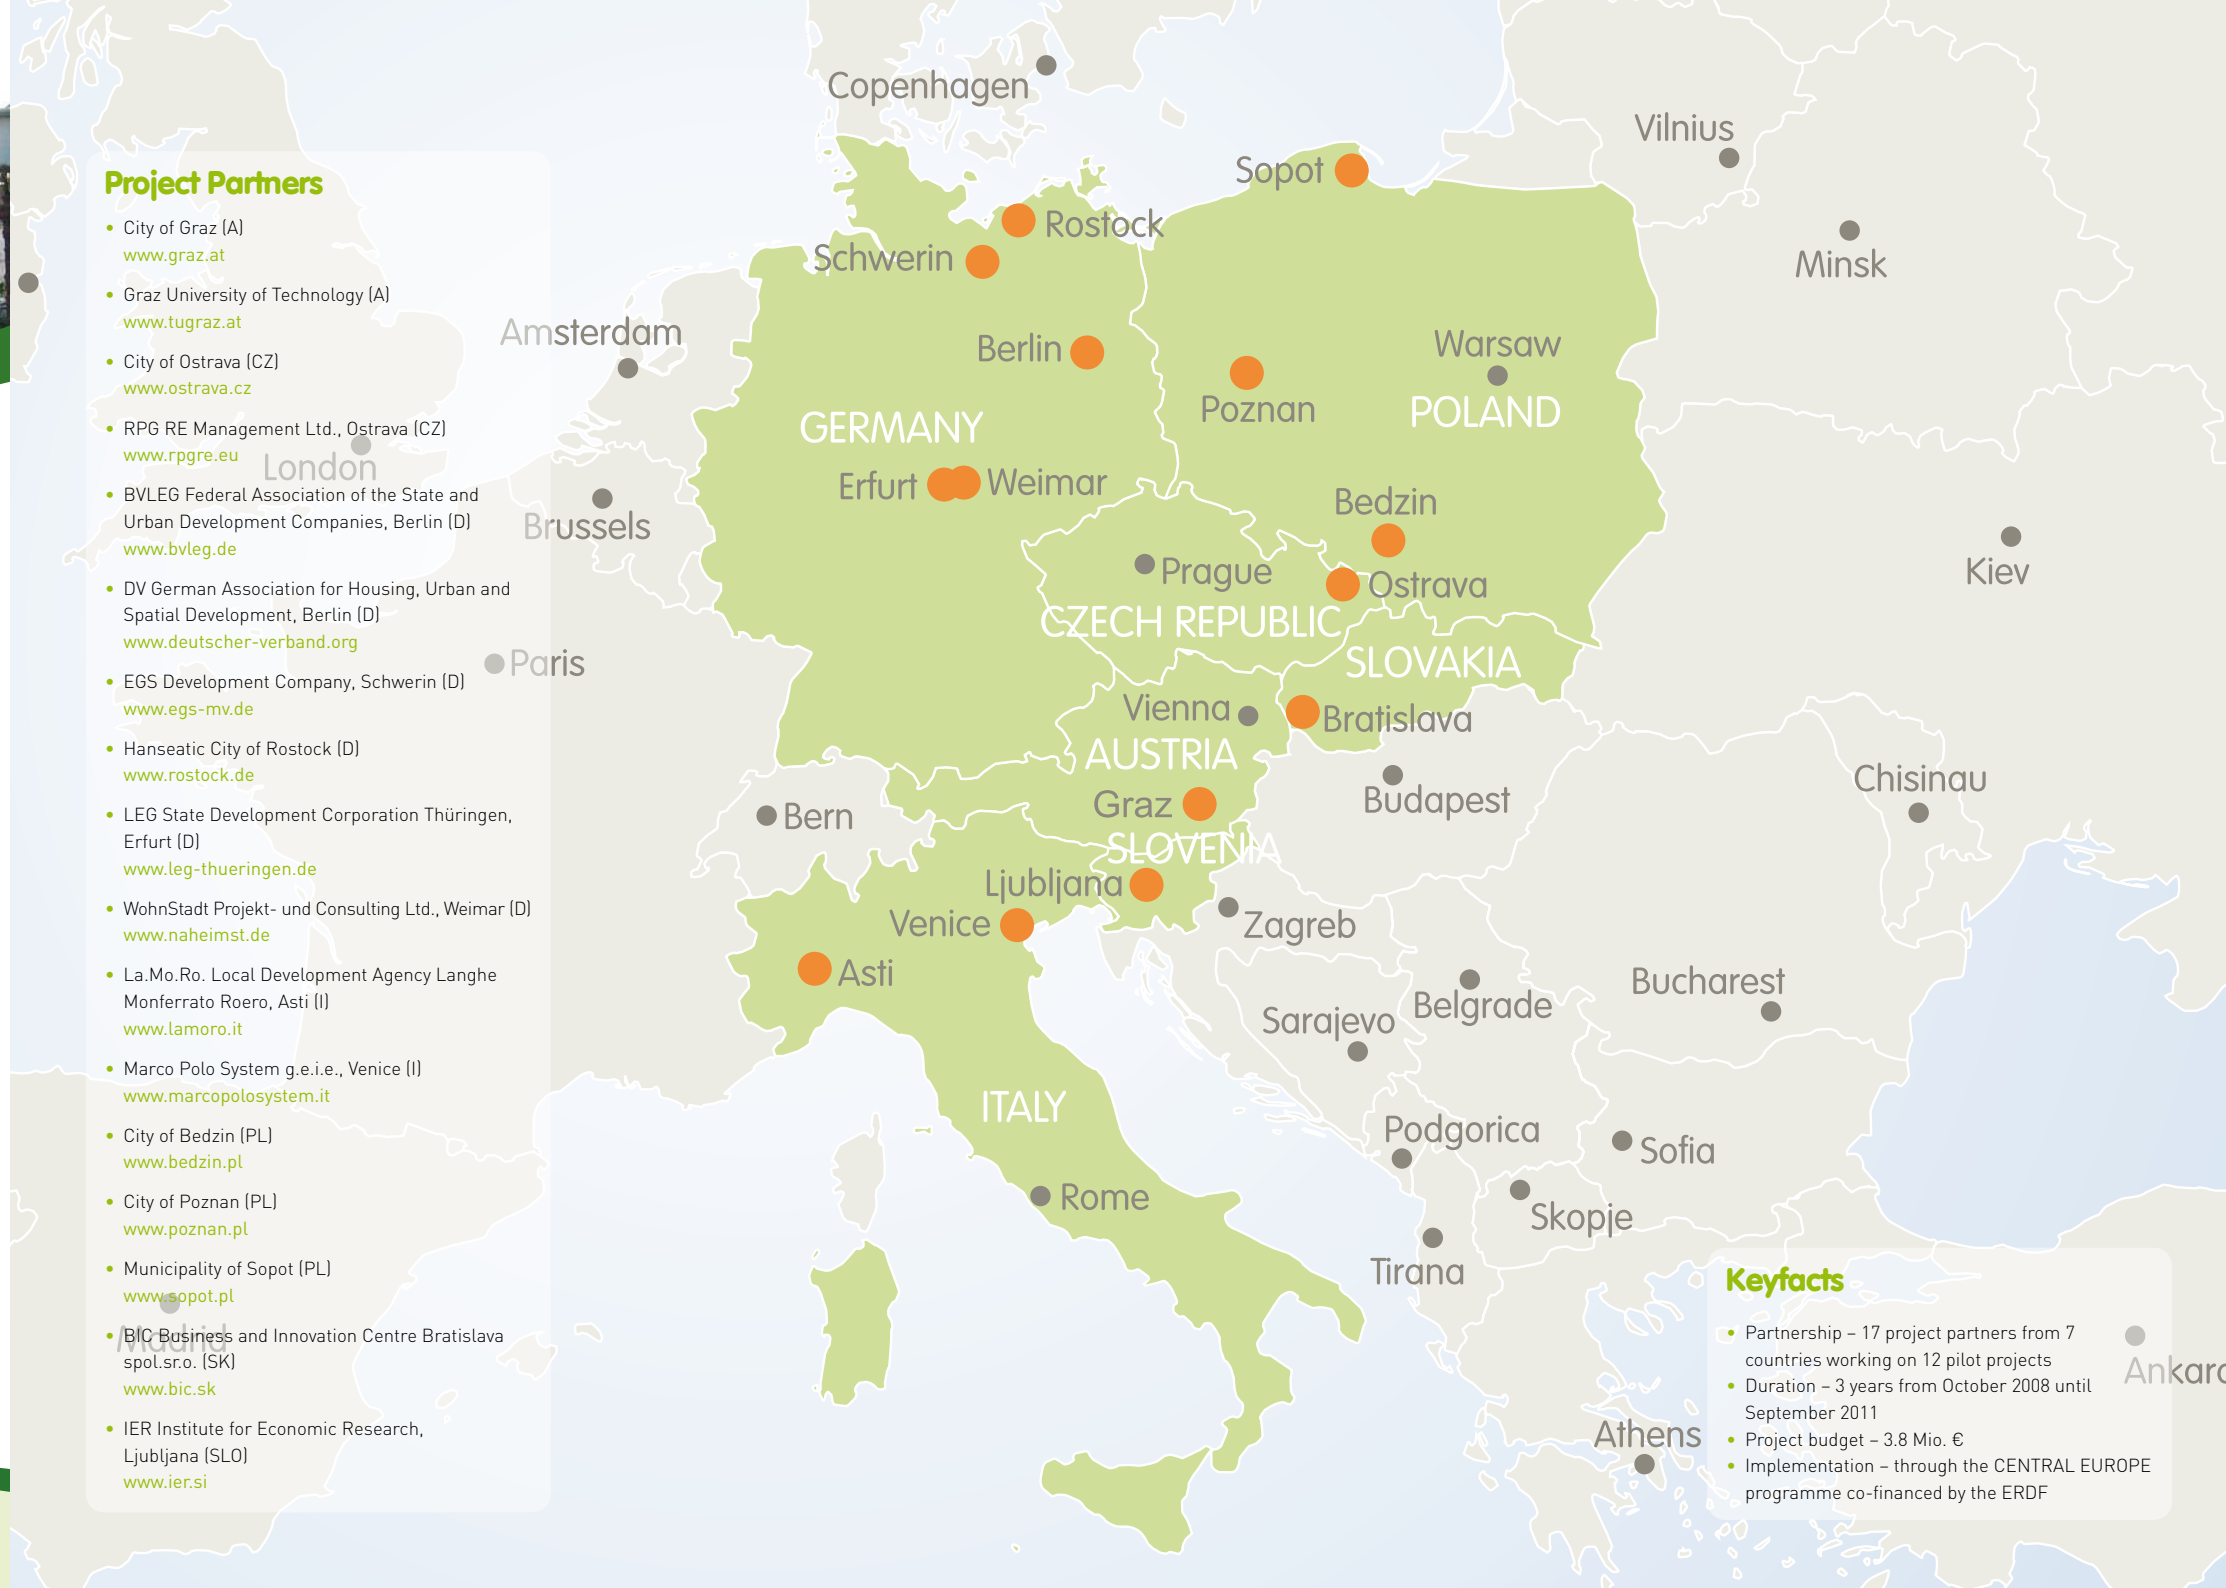 Project Partners
• City of Graz (A)
www.graz.at
• Graz University of Technology (A)
www.tugraz.at
• City of Ostrava (CZ)
www.ostrava.cz
• RPG RE Management Ltd., Ostrava (CZ)
www.rpgre.eu
• BVLEG Federal Association of the State and
Urban Development Companies, Berlin (D)
www.bvleg.de
• DV German Association for Housing, Urban and
Spatial Development, Berlin (D)
www.deutscher-verband.org
• EGS Development Company, Schwerin (D)
www.egs-mv.de
• Hanseatic City of Rostock (D)
www.rostock.de
• LEG State Development Corporation Thüringen,
Erfurt (D)
www.leg-thueringen.de
• WohnStadt Projekt- und Consulting Ltd., Weimar (D)
www.naheimst.de
• La.Mo.Ro. Local Development Agency Langhe
Monferrato Roero, Asti (I)
www.lamoro.it
• Marco Polo System g.e.i.e., Venice (I)
www.marcopolosystem.it
• City of Bedzin (PL)
www.bedzin.pl
• City of Poznan (PL)
www.poznan.pl
• Municipality of Sopot (PL)
www.sopot.pl
• BIC Business and Innovation Centre Bratislava
spol.sr.o. (SK)
www.bic.sk
• IER Institute for Economic Research,
Ljubljana (SLO)
www.ier.si
Copenhagen
Vilnius
Sopot
Rostock
Schwerin
Minsk
Amsterdam
Berlin
Warsaw
Poznan
POLAND
GERMANY
London
Erfurt
Weimar
Bedzin
Brussels
Prague
Ostrava
Kiev
CZECH REPUBLIC
Paris
SLOVAKIA
Vienna
Bratislava
AUSTRIA
Chisinau
Bern
Graz
Budapest
SLOVENIA
Ljubljana
Venice
Zagreb
Asti
Bucharest
Sarajevo
Belgrade
ITALY
Podgorica
Sofia
Rome
Skopje
Tirana
Madrid
Athens
Ankara
Keyfacts
• Partnership – 17 project partners from 7
countries working on 12 pilot projects
• Duration – 3 years from October 2008 until
September 2011
• Project budget – 3.8 Mio. €
• Implementation – through the CENTRAL EUROPE
programme co-financed by the ERDF